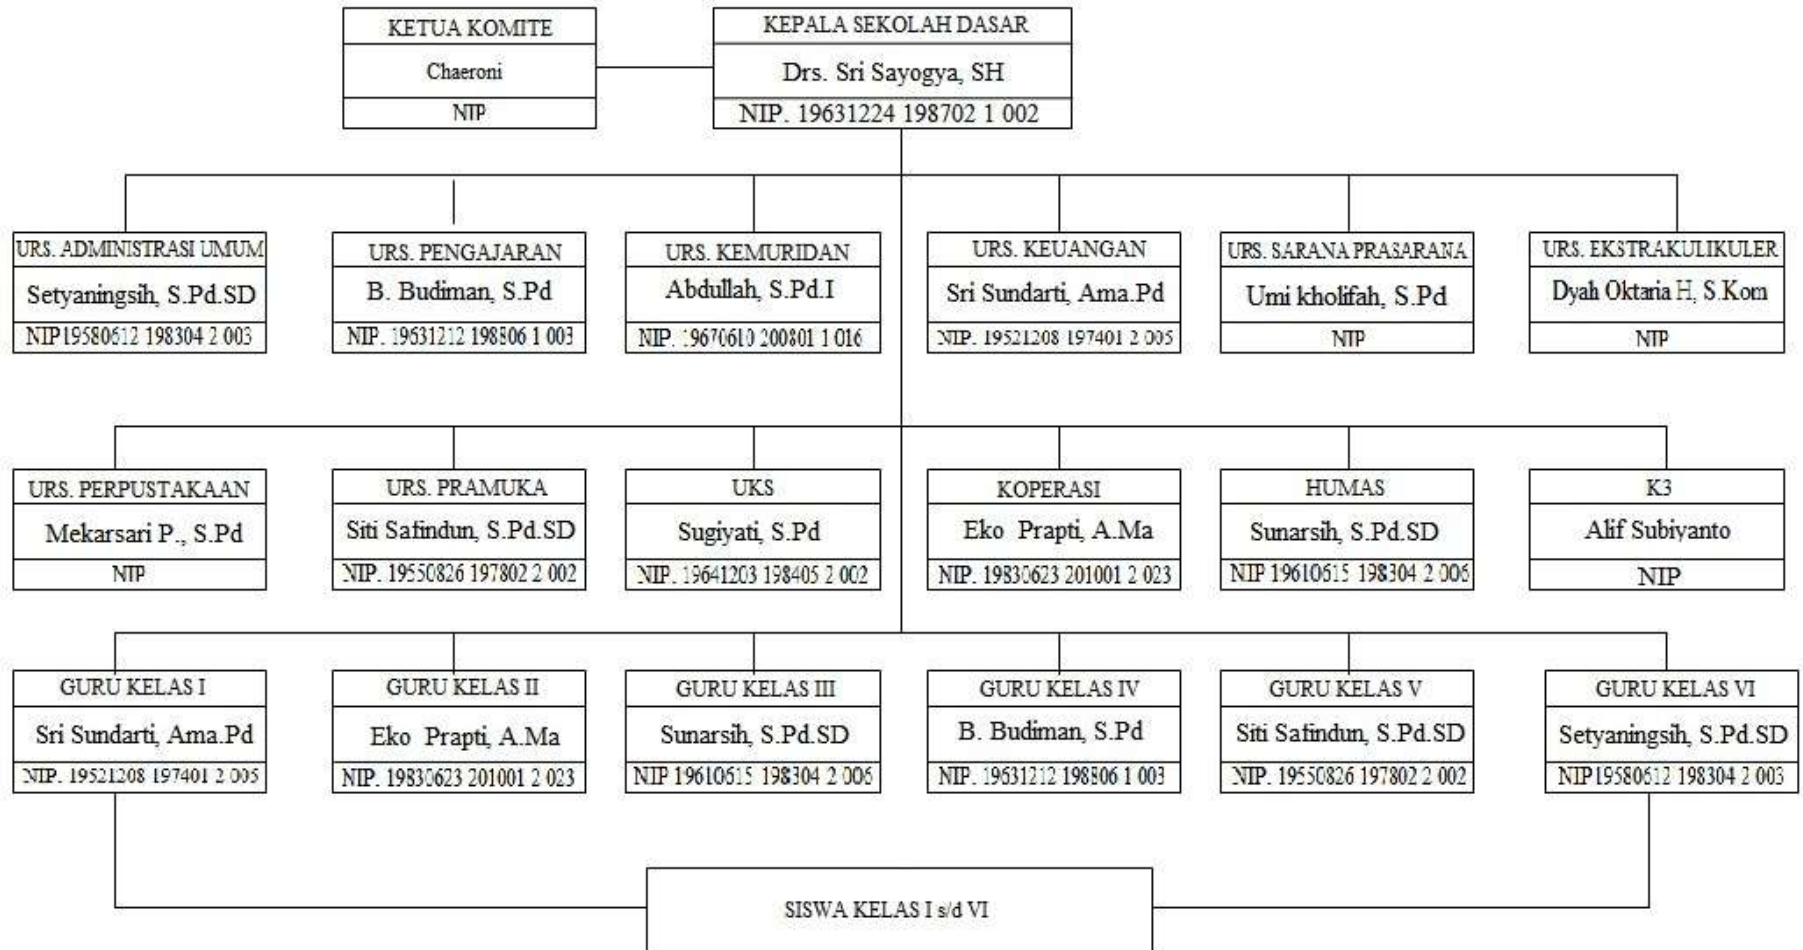 KETUA KOMITE
Chaeroni
NIP
KEPALA SEKOLAH DASAR
Drs. Sri Sayogya, SH
NIP. 19631224 198702 1 002
URS. ADMINISTRASI UMUM
Setyaningsih, S.Pd.SD
NIP19580612 198304 2 003
URS. PENGAJARAN
B. Budiman, S.Pd
NIP. 19631212 198806 1 003
URS. KEMURIDAN
Abdullah, S.Pd.I
NIP. 19670610 200801 1 016
URS. KEUANGAN
Sri Sundarti, Ama.Pd
NIP. 19521208 197401 2 005
URS. SARANA PRASARANA
Umi kholifah, S.Pd
NIP
URS. EKSTRAKULIKULER
Dyah Oktaria H, S.Kom
NIP
URS. PERPUSTAKAAN
Mekarsari P., S.Pd
NIP
URS. PRAMUKA
Siti Safindun, S.Pd.SD
NIP. 19550826 197802 2 002
UKS
Sugiyati, S.Pd
NIP. 19641203 198405 2 002
KOPERASI
Eko Prapti, A.Ma
NIP. 19830623 201001 2 023
HUMAS
Sunarsih, S.Pd.SD
NIP 19610615 198304 2 006
K3
Alif Subiyanto
NIP
GURU KELAS I
Sri Sundarti, Ama.Pd
NIP. 19521208 197401 2 005
GURU KELAS II
Eko Prapti, A.Ma
NIP. 19830623 201001 2 023
GURU KELAS III
Sunarsih, S.Pd.SD
NIP 19610615 198304 2 006
GURU KELAS IV
B. Budiman, S.Pd
NIP. 19631212 198806 1 003
GURU KELAS V
Siti Safindun, S.Pd.SD
NIP. 19550826 197802 2 002
GURU KELAS VI
Setyaningsih, S.Pd.SD
NIP19580612 198304 2 003
SISWA KELAS I s/d VI